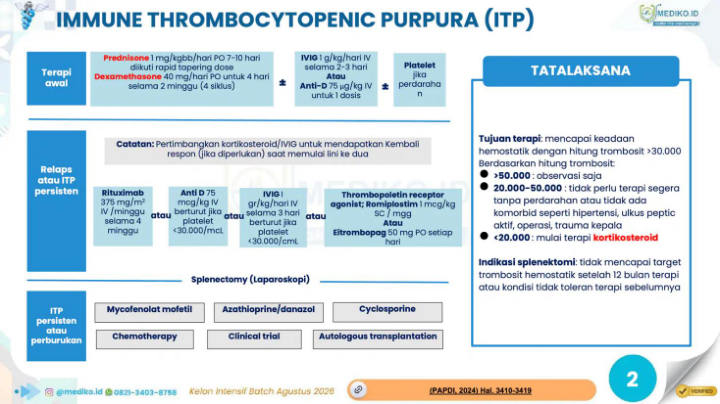 IMMUNE THROMBOCYTOPENIC PURPURA (ITP)
MEDIKO.ID
Terapi
awal
Prednisone 1 mg/kgbb/hari PO 7-10 hari
diikuti rapid tapering dose
Dexamethasone 40 mg/hari PO untuk 4 hari
selama 2 minggu (4 siklus)
±
IVIG 1 g/kg/hari IV
selama 2-3 hari
Atau
Anti-D 75 µg/kg IV
untuk 1 dosis
±
Platelet
jika
perdaraha
n
Relaps
atau ITP
persisten
Catatan: Pertimbangkan kortikosteroid/IVIG untuk mendapatkan Kembali
respon (jika diperlukan) saat memulai lini ke dua
Rituximab
375 mg/m²
IV /minggu
selama 4
minggu
atau
Anti D 75
mcg/kg IV
berturut jika
platelet
<30.000/mcL
atau
IVIG I
gr/kg/hari IV
selama 3 hari
berturut jika
platelet
<30.000/cmL
atau
Thrombopoletin receptor
agonist; Romiplostim 1 mcg/kg
SC / mgg
Atau
Eltrombopag 50 mg PO setiap
hari
Splenectomy (Laparoskopi)
ITP
persisten
atau
perburukan
Mycofenolat mofetil
Azathioprine/danazol
Cyclosporine
Chemotherapy
Clinical trial
Autologous transplantation
TATALAKSANA
Tujuan terapi: mencapai keadaan
hemostatik dengan hitung trombosit >30.000
Berdasarkan hitung trombosit:
● >50.000 : observasi saja
● 20.000-50.000 : tidak perlu terapi segera
tanpa perdarahan atau tidak ada
komorbid seperti hipertensi, ulkus peptic
aktif, operasi, trauma kepala
● <20.000 : mulai terapi kortikosteroid
Indikasi splenektomi: tidak mencapai target
trombosit hemostatik setelah 12 bulan terapi
atau kondisi tidak toleran terapi sebelumnya
@mediko.id 0821-3403-8758
Kelan Intensif Batch Agustus 2026
(PAPDI, 2024) Hal. 3410-3419
2
VERIFIED